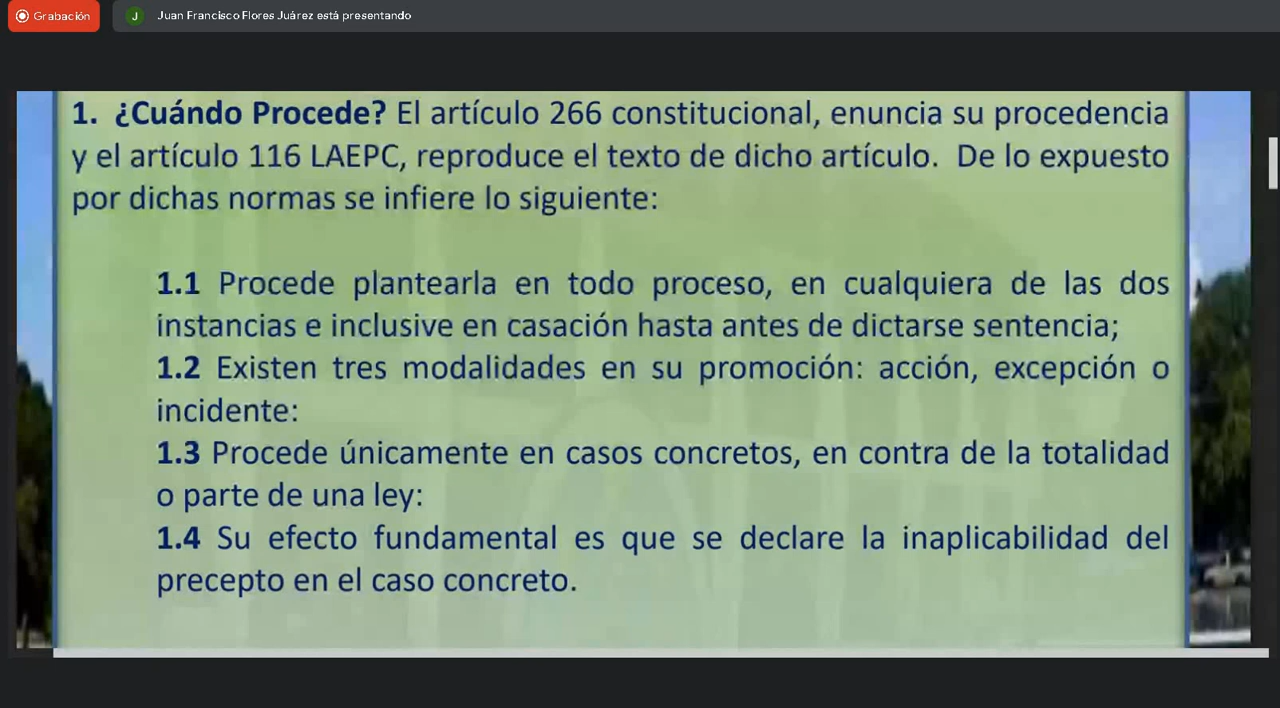 Grabación
J
Juan Francisco Flores Juárez está presentando
1. ¿Cuándo Procede? El artículo 266 constitucional, enuncia su procedencia
y el artículo 116 LAEPC, reproduce el texto de dicho artículo. De lo expuesto
por dichas normas se infiere lo siguiente:
1.1 Procede plantearla en todo proceso, en cualquiera de las dos
instancias e inclusive en casación hasta antes de dictarse sentencia;
1.2 Existen tres modalidades en su promoción: acción, excepción o
incidente:
1.3 Procede únicamente en casos concretos, en contra de la totalidad
o parte de una ley:
1.4 Su efecto fundamental es que se declare la inaplicabilidad del
precepto en el caso concreto.